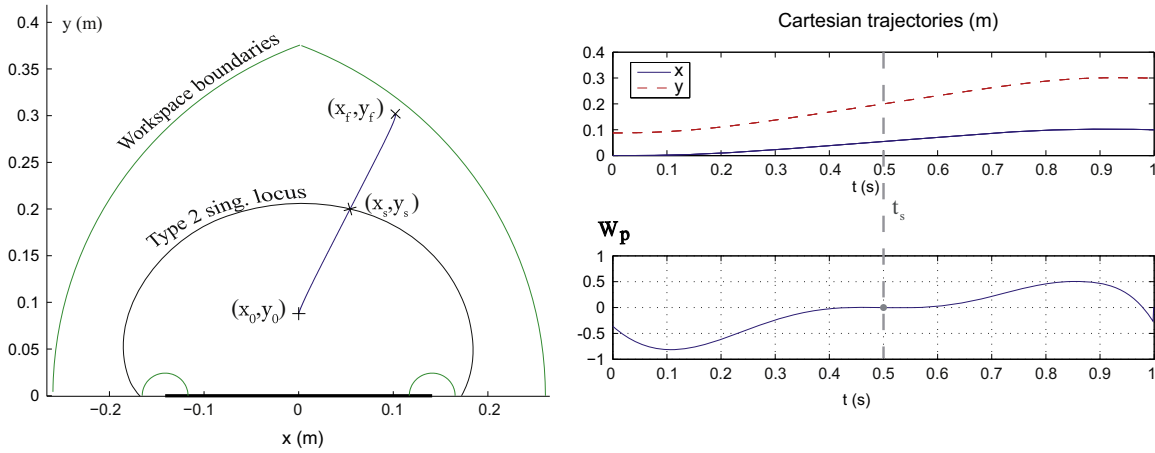 y (m)
0.4
0.35
0.3
0.25
0.2
0.15
0.1
0.05
0
Workspace boundaries
(x_f,y_f)
Type 2 sing. locus
(x_s,y_s)
(x_0,y_0)
−0.2 −0.1 0 0.1 0.2
x (m)
Cartesian trajectories (m)
0.4
0.3
0.2
0.1
0
x
y
0 0.1 0.2 0.3 0.4 0.5 0.6 0.7 0.8 0.9 1
t (s)
t_s
W_p
1
0.5
0
-0.5
−1
0 0.1 0.2 0.3 0.4 0.5 0.6 0.7 0.8 0.9 1
t (s)